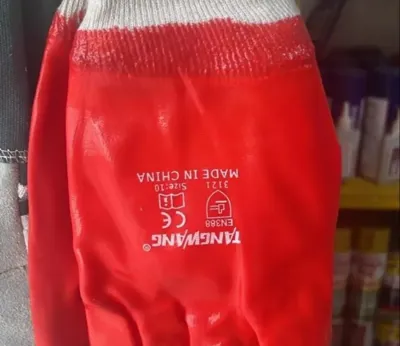 TANGWANG®
EN388
3121
Size:10
MADE IN CHINA